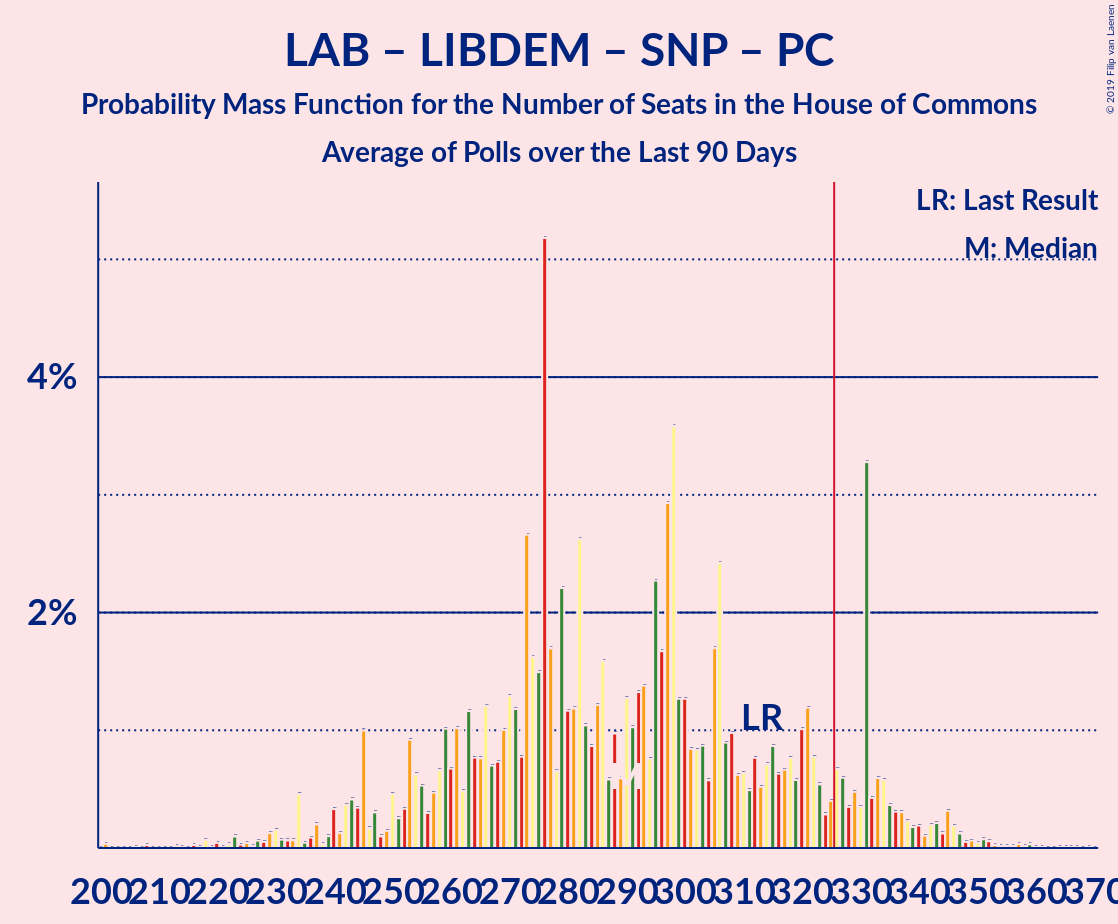 LAB – LIBDEM – SNP – PC
Probability Mass Function for the Number of Seats in the House of Commons
Average of Polls over the Last 90 Days
© 2019 Filip van Laenen
LR: Last Result
M: Median
4%
2%
LR
M
200 210 220 230 240 250 260 270 280 290 300 310 320 330 340 350 360 370